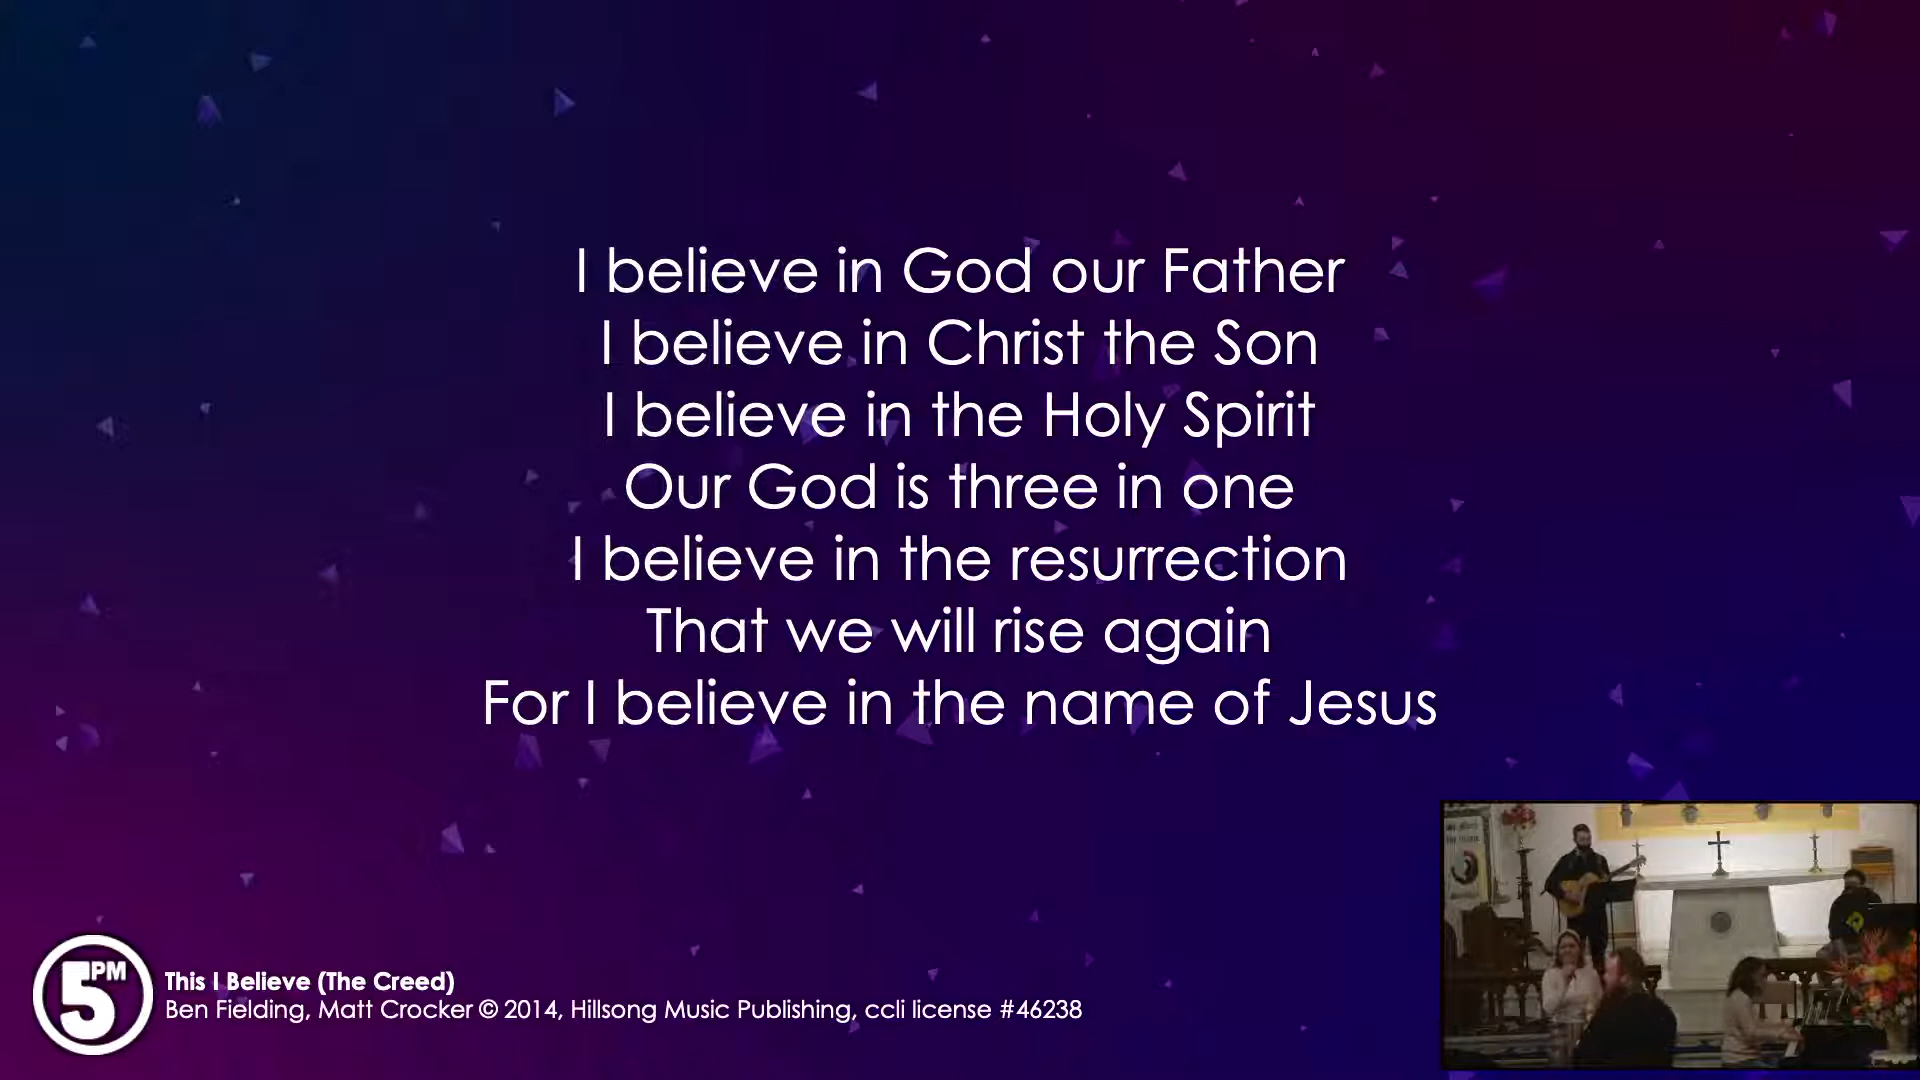 I believe in God our Father
I believe in Christ the Son
I believe in the Holy Spirit
Our God is three in one
I believe in the resurrection
That we will rise again
For I believe in the name of Jesus
5PM
This I Believe (The Creed)
Ben Fielding, Matt Crocker © 2014, Hillsong Music Publishing, ccli license #46238